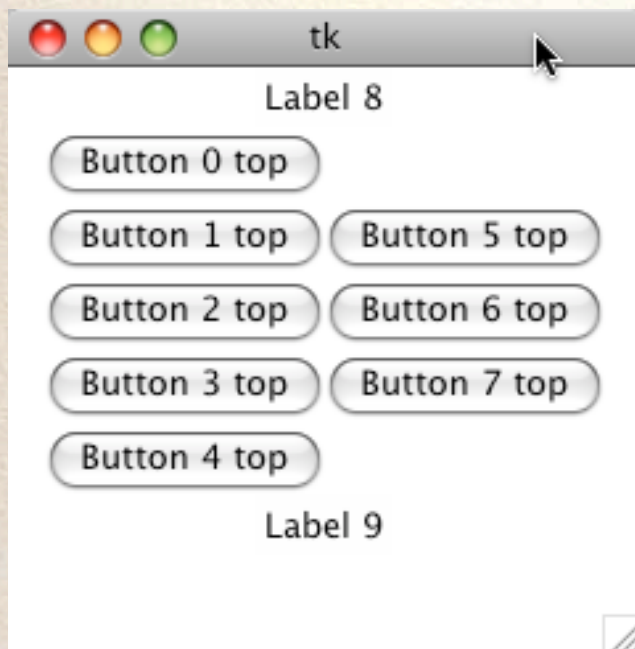 tk
Label 8
Button 0 top
Button 1 top Button 5 top
Button 2 top Button 6 top
Button 3 top Button 7 top
Button 4 top
Label 9